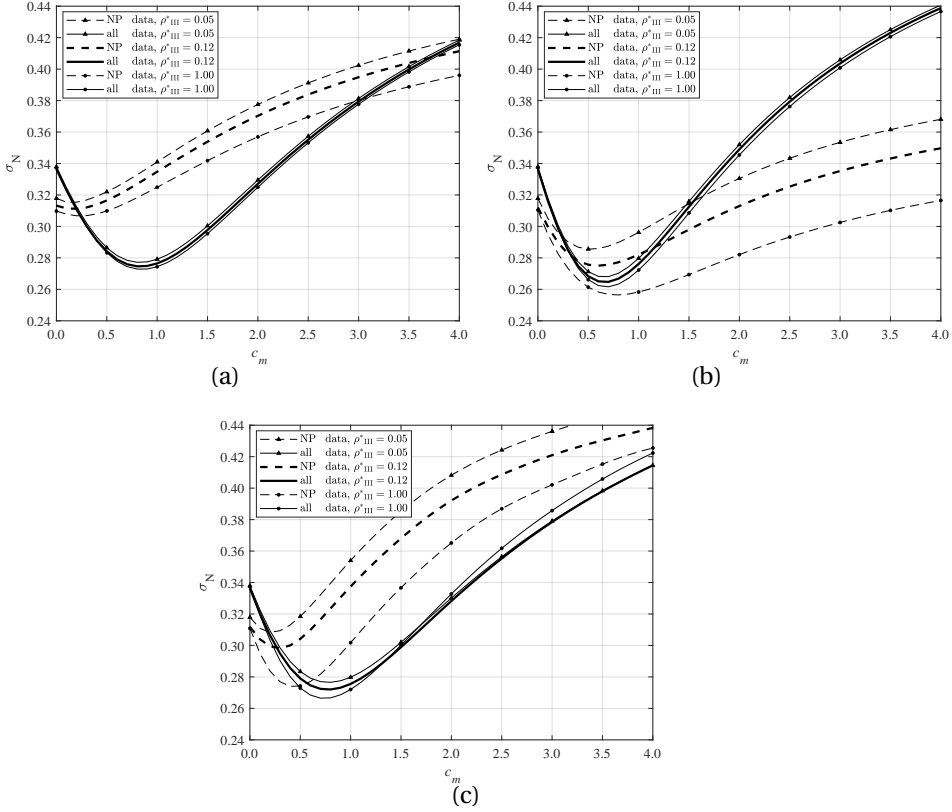 0.44
0.42
0.40
0.38
0.36
0.34
0.32
0.30
0.28
0.26
0.24
σN
NP data, ρ*III = 0.05
all data, ρ*III = 0.05
NP data, ρ*III = 0.12
all data, ρ*III = 0.12
NP data, ρ*III = 1.00
all data, ρ*III = 1.00
0.0 0.5 1.0 1.5 2.0 2.5 3.0 3.5 4.0
cm
(a)
0.44
0.42
0.40
0.38
0.36
0.34
0.32
0.30
0.28
0.26
0.24
σN
NP data, ρ*III = 0.05
all data, ρ*III = 0.05
NP data, ρ*III = 0.12
all data, ρ*III = 0.12
NP data, ρ*III = 1.00
all data, ρ*III = 1.00
0.0 0.5 1.0 1.5 2.0 2.5 3.0 3.5 4.0
cm
(b)
0.44
0.42
0.40
0.38
0.36
0.34
0.32
0.30
0.28
0.26
0.24
σN
NP data, ρ*III = 0.05
all data, ρ*III = 0.05
NP data, ρ*III = 0.12
all data, ρ*III = 0.12
NP data, ρ*III = 1.00
all data, ρ*III = 1.00
0.0 0.5 1.0 1.5 2.0 2.5 3.0 3.5 4.0
cm
(c)